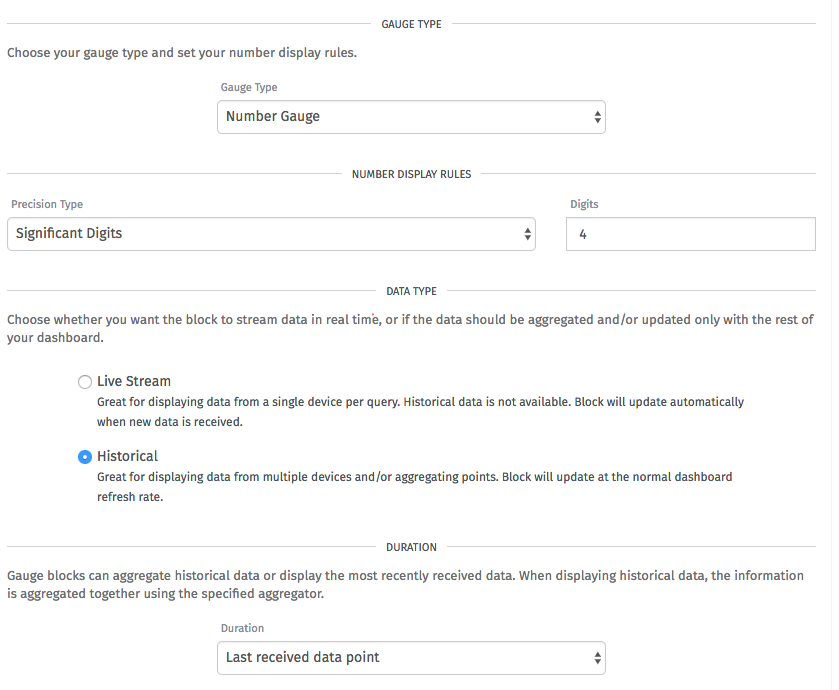 GAUGE TYPE
Choose your gauge type and set your number display rules.
Gauge Type
Number Gauge
NUMBER DISPLAY RULES
Precision Type
Digits
Significant Digits
4
DATA TYPE
Choose whether you want the block to stream data in real time, or if the data should be aggregated and/or updated only with the rest of
your dashboard.
Live Stream
Great for displaying data from a single device per query. Historical data is not available. Block will update automatically
when new data is received.
Historical
Great for displaying data from multiple devices and/or aggregating points. Block will update at the normal dashboard
refresh rate.
DURATION
Gauge blocks can aggregate historical data or display the most recently received data. When displaying historical data, the information
is aggregated together using the specified aggregator.
Duration
Last received data point